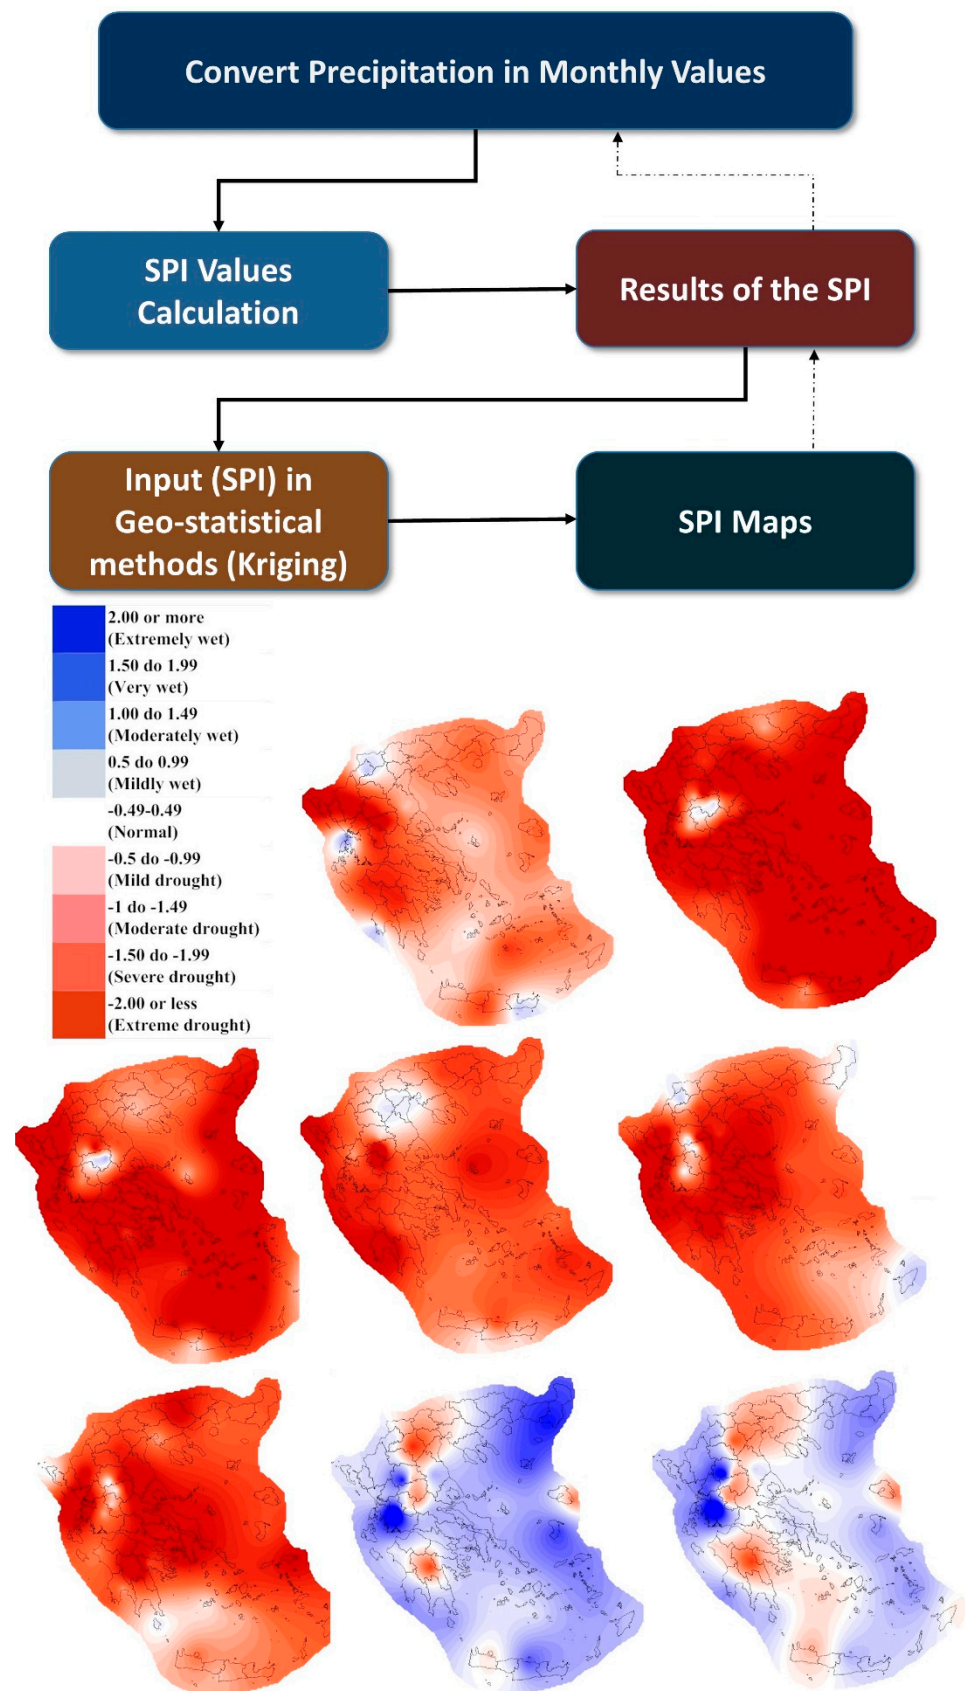 Convert Precipitation in Monthly Values
SPI Values
Calculation
Results of the SPI
Input (SPI) in
Geo-statistical
methods (Kriging)
SPI Maps
2.00 or more
(Extremely wet)
1.50 do 1.99
(Very wet)
1.00 do 1.49
(Moderately wet)
0.5 do 0.99
(Mildly wet)
-0.49-0.49
(Normal)
-0.5 do -0.99
(Mild drought)
-1 do -1.49
(Moderate drought)
-1.50 do -1.99
(Severe drought)
-2.00 or less
(Extreme drought)